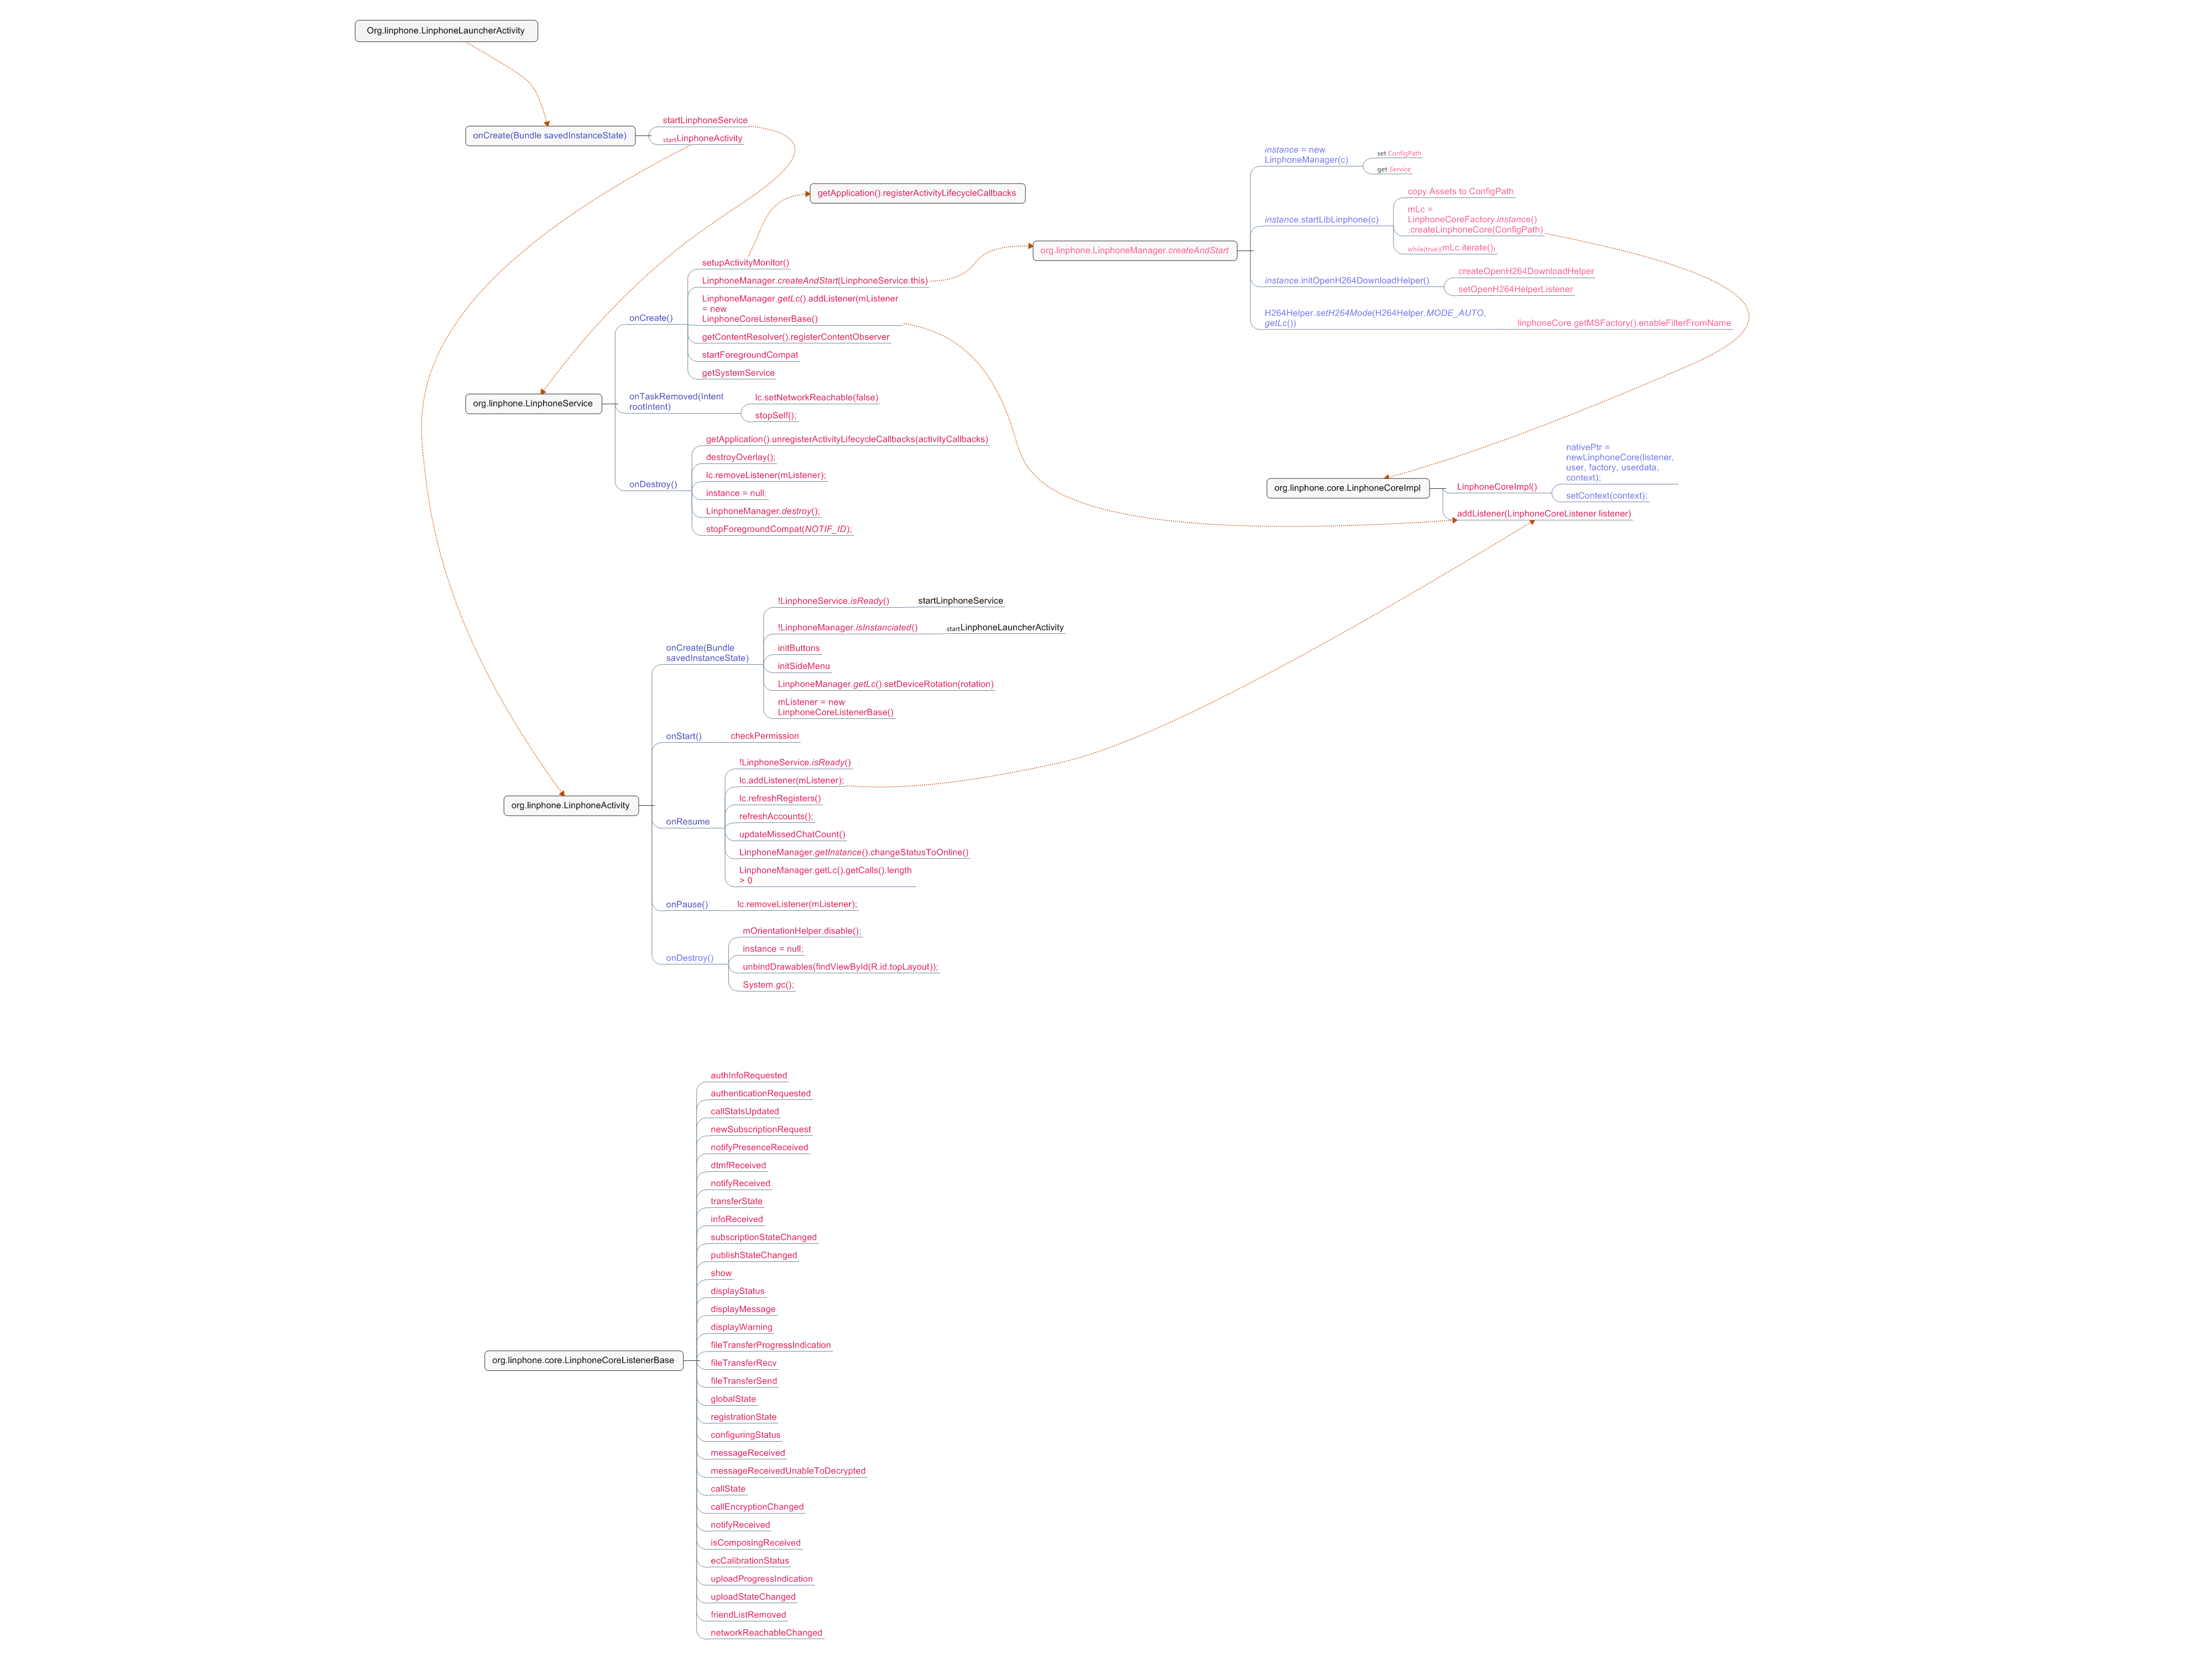 Org.linphone.LinphoneLauncherActivity
onCreate(Bundle savedInstanceState)
startLinphoneService
startLinphoneActivity
getApplication().registerActivityLifecycleCallbacks
org.linphone.LinphoneManager.createAndStart
instance = new
LinphoneManager(c)
set ConfigPath
get Service
instance.startLibLinphone(c)
copy Assets to ConfigPath
mLc =
LinphoneCoreFactory.instance()
.createLinphoneCore(ConfigPath)
while(true){mLc.iterate()}
instance.initOpenH264DownloadHelper()
createOpenH264DownloadHelper
setOpenH264HelperListener
H264Helper.setH264Mode(H264Helper.MODE_AUTO,
getLc())
linphoneCore.getMSFactory().enableFilterFromName
org.linphone.LinphoneService
onCreate()
setupActivityMonitor()
LinphoneManager.createAndStart(LinphoneService.this)
LinphoneManager.getLc().addListener(mListener
= new
LinphoneCoreListenerBase()
getContentResolver().registerContentObserver
startForegroundCompat
getSystemService
onTaskRemoved(Intent
rootIntent)
lc.setNetworkReachable(false)
stopSelf();
onDestroy()
getApplication().unregisterActivityLifecycleCallbacks(activityCallbacks)
destroyOverlay();
lc.removeListener(mListener);
instance = null;
LinphoneManager.destroy();
stopForegroundCompat(NOTIF_ID);
org.linphone.core.LinphoneCoreImpl
LinphoneCoreImpl()
nativePtr =
newLinphoneCore(listener,
user, factory, userdata,
context);
setContext(context);
addListener(LinphoneCoreListener listener)
org.linphone.LinphoneActivity
onCreate(Bundle
savedInstanceState)
!LinphoneService.isReady()
startLinphoneService
!LinphoneManager.isInstanciated()
startLinphoneLauncherActivity
initButtons
initSideMenu
LinphoneManager.getLc().setDeviceRotation(rotation)
mListener = new
LinphoneCoreListenerBase()
onStart()
checkPermission
onResume
!LinphoneService.isReady()
lc.addListener(mListener);
lc.refreshRegisters()
refreshAccounts();
updateMissedChatCount()
LinphoneManager.getInstance().changeStatusToOnline()
LinphoneManager.getLc().getCalls().length
> 0
onPause()
lc.removeListener(mListener);
onDestroy()
mOrientationHelper.disable();
instance = null;
unbindDrawables(findViewById(R.id.topLayout));
System.gc();
org.linphone.core.LinphoneCoreListenerBase
authInfoRequested
authenticationRequested
callStatsUpdated
newSubscriptionRequest
notifyPresenceReceived
dtmfReceived
notifyReceived
transferState
infoReceived
subscriptionStateChanged
publishStateChanged
show
displayStatus
displayMessage
displayWarning
fileTransferProgressIndication
fileTransferRecv
fileTransferSend
globalState
registrationState
configuringStatus
messageReceived
messageReceivedUnableToDecrypted
callState
callEncryptionChanged
notifyReceived
isComposingReceived
ecCalibrationStatus
uploadProgressIndication
uploadStateChanged
friendListRemoved
networkReachableChanged